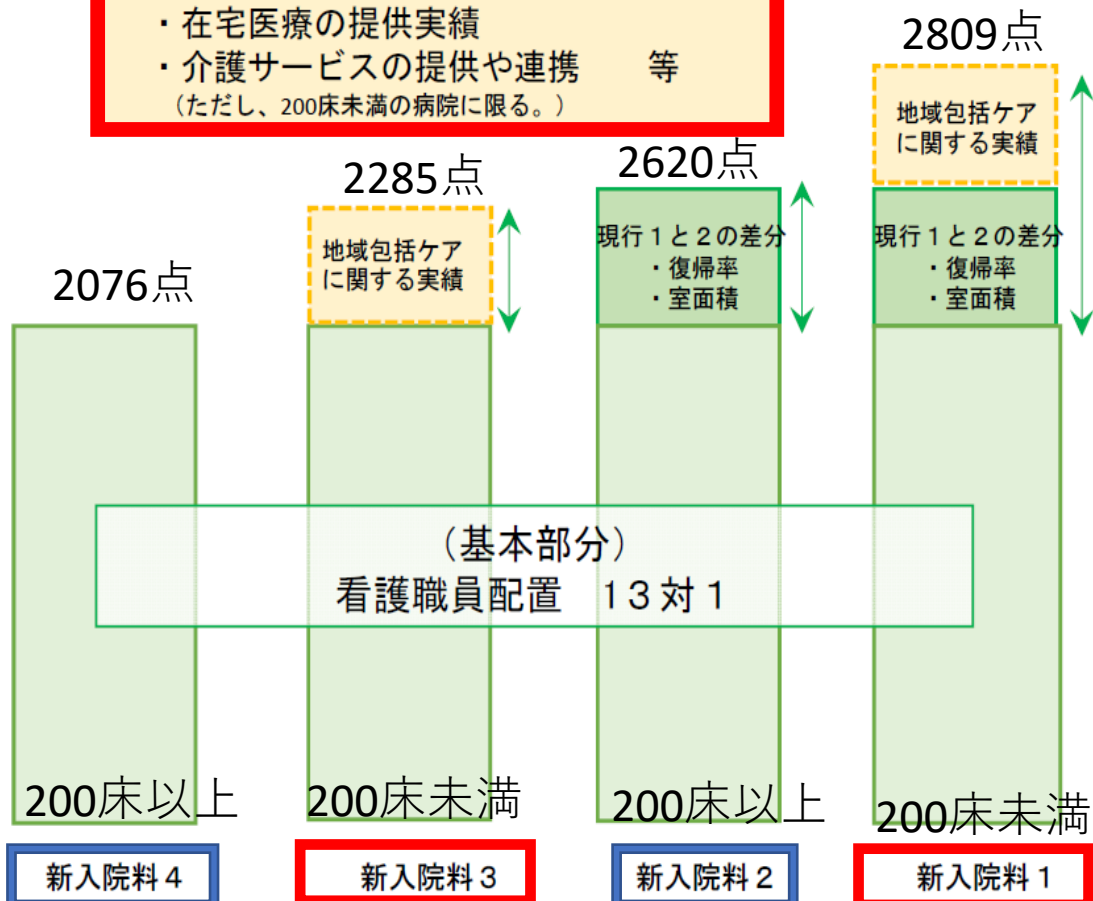 ・在宅医療の提供実績
・介護サービスの提供や連携　　等
（ただし、200床未満の病院に限る。）
2809点
地域包括ケア
に関する実績
2620点
2285点
現行１と２の差分
・復帰率
・室面積
現行１と２の差分
・復帰率
・室面積
地域包括ケア
に関する実績
2076点
（基本部分）
看護職員配置　１３対１
200床以上
200床未満
200床以上
200床未満
新入院料４
新入院料３
新入院料２
新入院料１